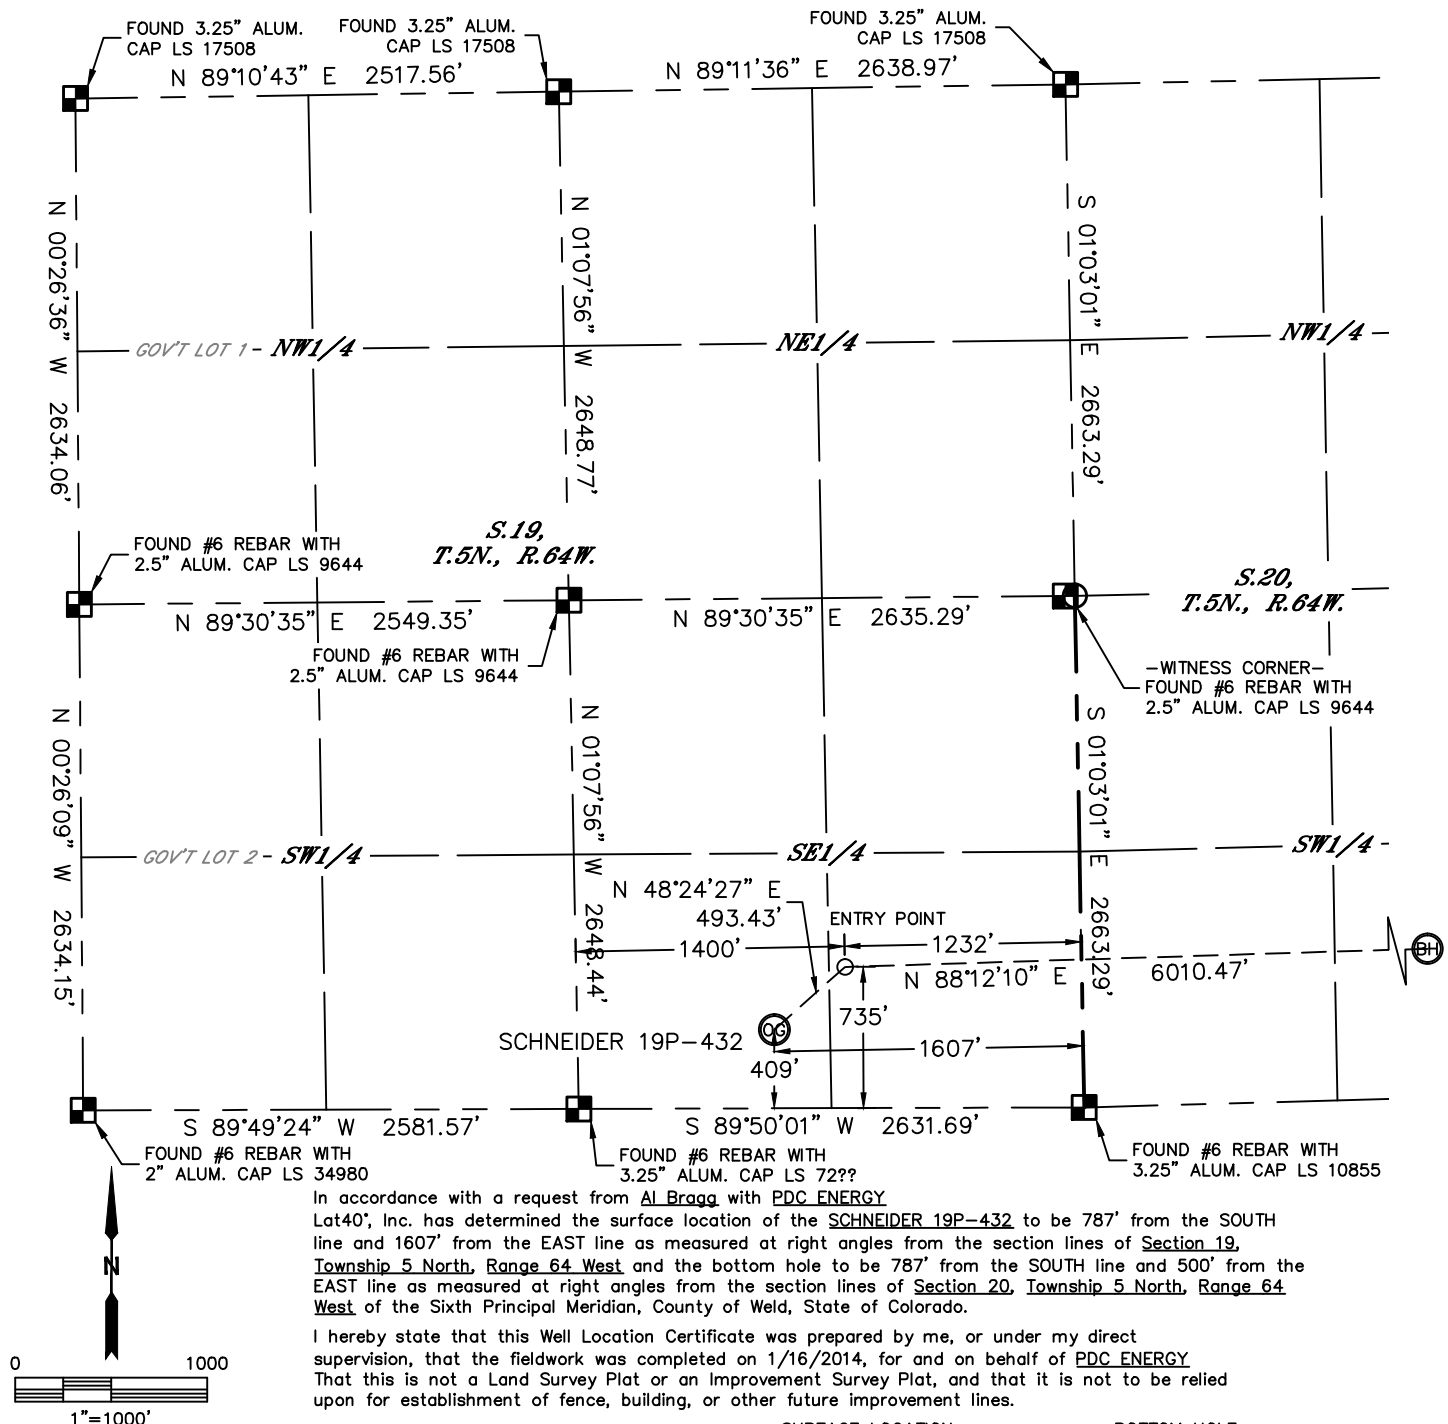 FOUND 3.25" ALUM.
CAP LS 17508
FOUND 3.25" ALUM.
CAP LS 17508
FOUND 3.25" ALUM.
CAP LS 17508
N 89°10'43" E 2517.56'
N 89°11'36" E 2638.97'
N 00°26'36" W 2634.06'
N 01°07'56" W 2648.77'
S 01°03'01" E 2663.29'
GOV'T LOT 1 - NW1/4
NE1/4
NW1/4
S.19,
T.5N., R.64W.
FOUND #6 REBAR WITH
2.5" ALUM. CAP LS 9644
S.20,
T.5N., R.64W.
N 89°30'35" E 2549.35'
N 89°30'35" E 2635.29'
FOUND #6 REBAR WITH
2.5" ALUM. CAP LS 9644
-WITNESS CORNER-
FOUND #6 REBAR WITH
2.5" ALUM. CAP LS 9644
N 00°26'09" W 2634.15'
N 01°07'56" W 2648.44'
S 01°03'01" E 2663.29'
GOV'T LOT 2 - SW1/4
SE1/4
SW1/4
N 48°24'27" E
493.43'
ENTRY POINT
1400'
1232'
BH
N 88°12'10" E 6010.47'
735'
OG
SCHNEIDER 19P-432
1607'
409'
S 89°49'24" W 2581.57'
S 89°50'01" W 2631.69'
FOUND #6 REBAR WITH
2" ALUM. CAP LS 34980
FOUND #6 REBAR WITH
3.25" ALUM. CAP LS 72??
FOUND #6 REBAR WITH
3.25" ALUM. CAP LS 10855
In accordance with a request from Al Bragg with PDC ENERGY
Lat40°, Inc. has determined the surface location of the SCHNEIDER 19P-432 to be 787' from the SOUTH
line and 1607' from the EAST line as measured at right angles from the section lines of Section 19,
Township 5 North, Range 64 West and the bottom hole to be 787' from the SOUTH line and 500' from the
EAST line as measured at right angles from the section lines of Section 20, Township 5 North, Range 64
West of the Sixth Principal Meridian, County of Weld, State of Colorado.
I hereby state that this Well Location Certificate was prepared by me, or under my direct
supervision, that the fieldwork was completed on 1/16/2014, for and on behalf of PDC ENERGY
That this is not a Land Survey Plat or an Improvement Survey Plat, and that it is not to be relied
upon for establishment of fence, building, or other future improvement lines.
N
0 1000
1"=1000'
SURFACE LOCATION BOTTOM HOLE